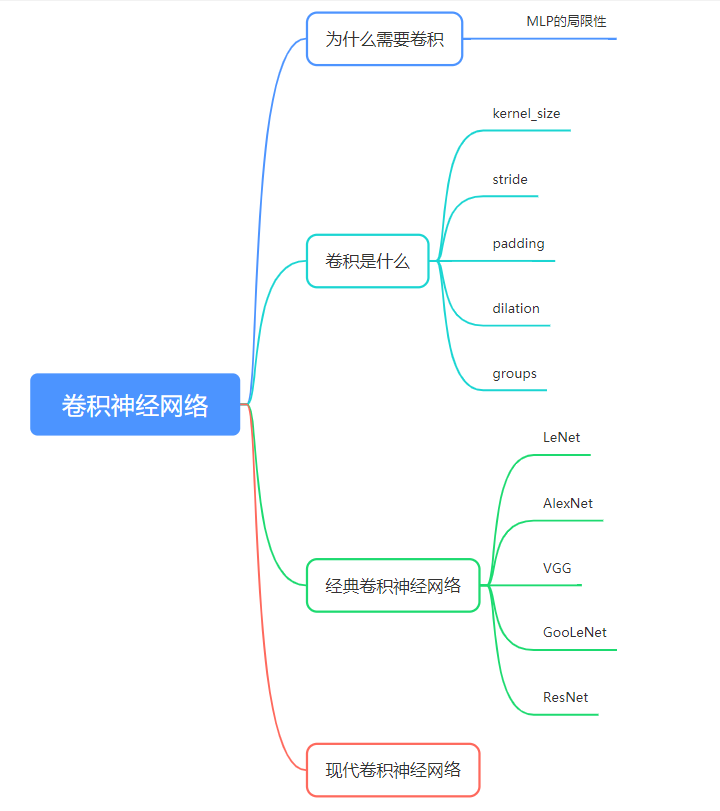 卷积神经网络
为什么需要卷积
MLP的局限性
卷积是什么
kernel_size
stride
padding
dilation
groups
经典卷积神经网络
LeNet
AlexNet
VGG
GooLeNet
ResNet
现代卷积神经网络